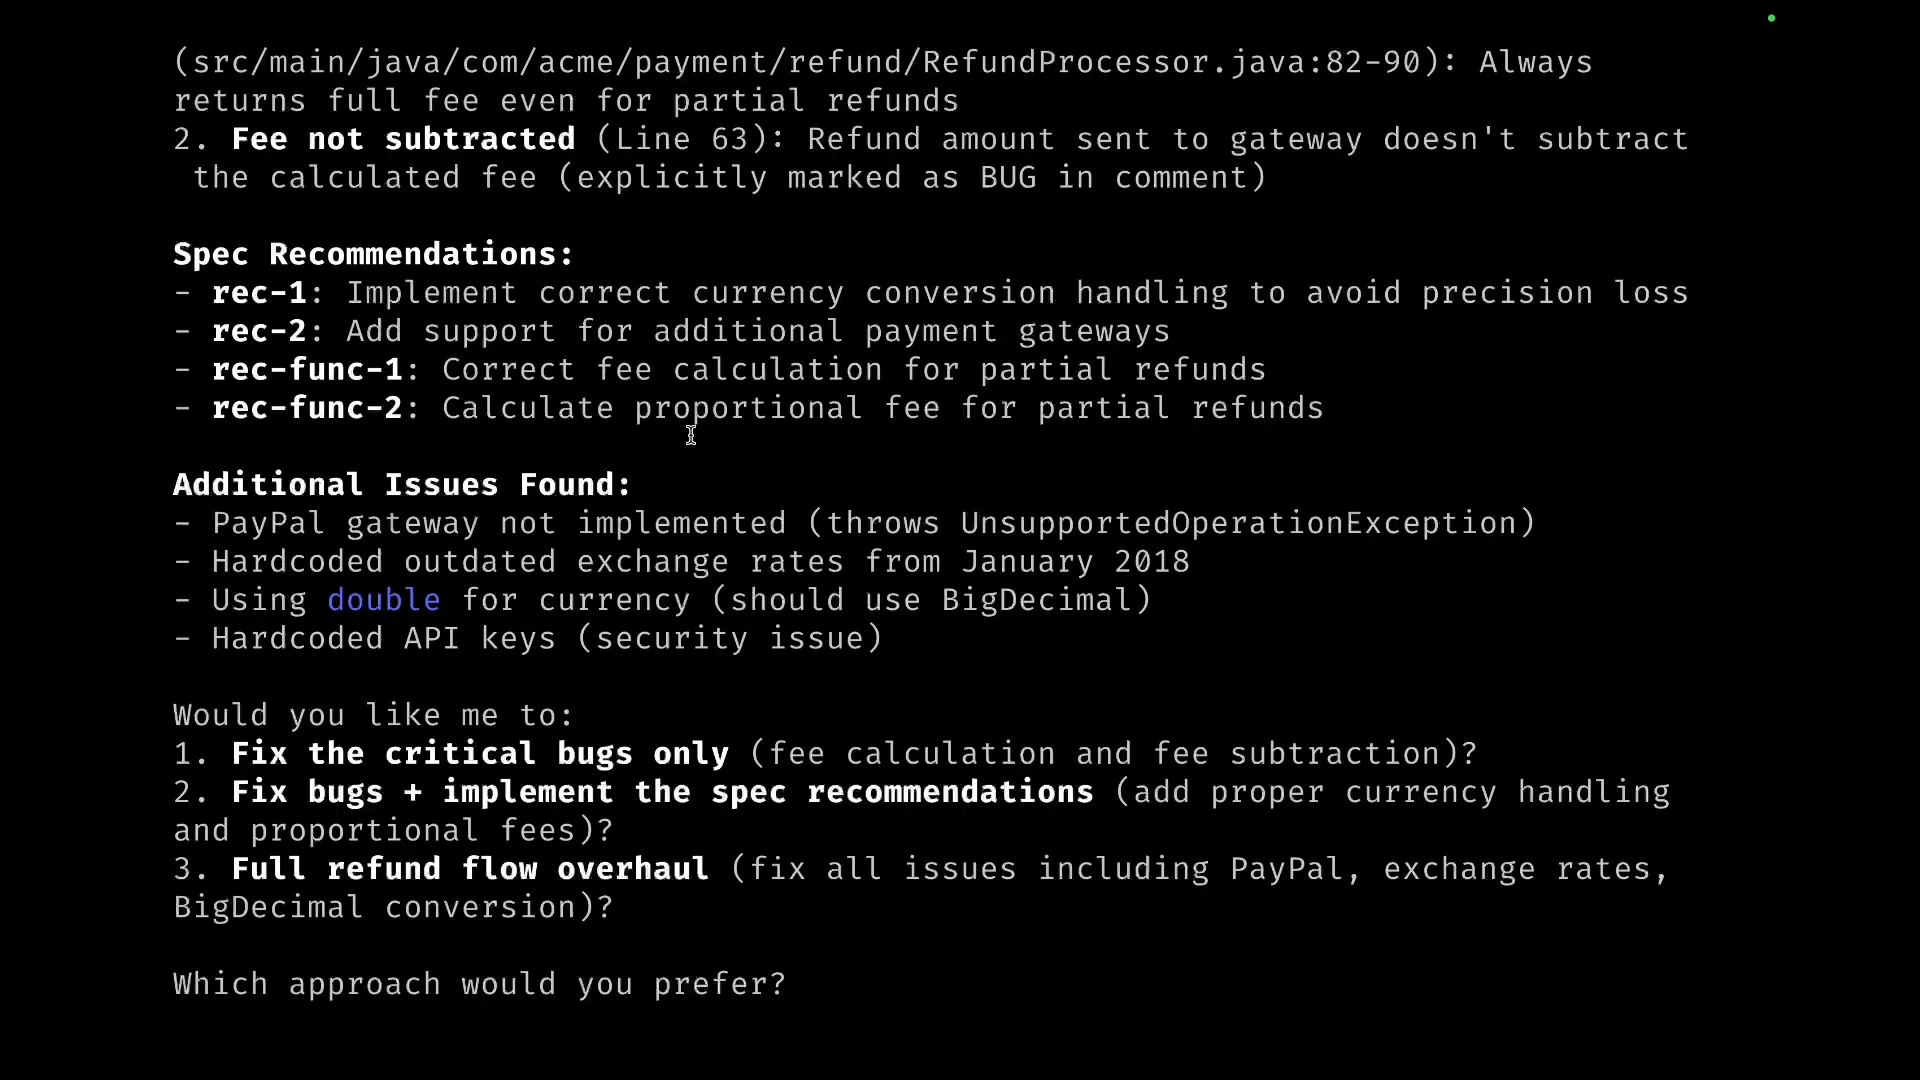 (src/main/java/com/acme/payment/refund/RefundProcessor.java:82-90): Always
returns full fee even for partial refunds
2. Fee not subtracted (Line 63): Refund amount sent to gateway doesn't subtract
the calculated fee (explicitly marked as BUG in comment)
Spec Recommendations:
- rec-1: Implement correct currency conversion handling to avoid precision loss
- rec-2: Add support for additional payment gateways
- rec-func-1: Correct fee calculation for partial refunds
- rec-func-2: Calculate proportional fee for partial refunds
Additional Issues Found:
- PayPal gateway not implemented (throws UnsupportedOperationException)
- Hardcoded outdated exchange rates from January 2018
- Using double for currency (should use BigDecimal)
- Hardcoded API keys (security issue)
Would you like me to:
1. Fix the critical bugs only (fee calculation and fee subtraction)?
2. Fix bugs + implement the spec recommendations (add proper currency handling
and proportional fees)?
3. Full refund flow overhaul (fix all issues including PayPal, exchange rates,
BigDecimal conversion)?
Which approach would you prefer?